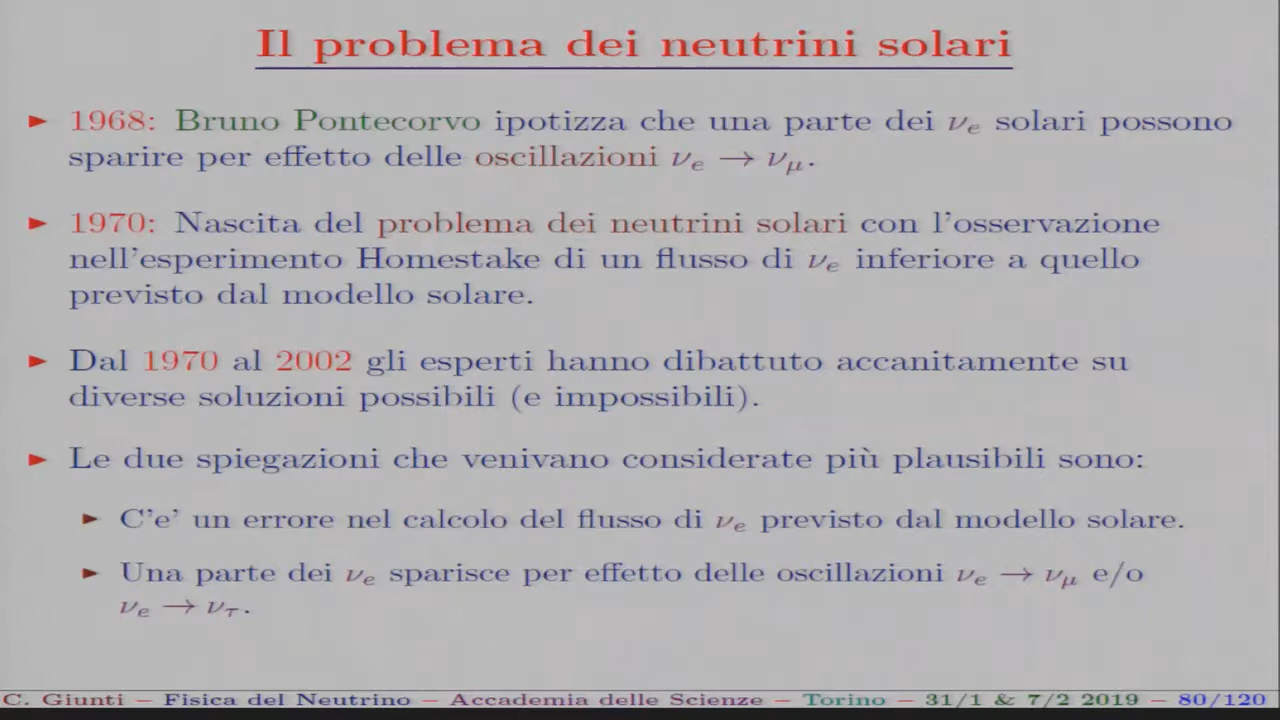 Il problema dei neutrini solari
► 1968: Bruno Pontecorvo ipotizza che una parte dei νₑ solari possono
sparire per effetto delle oscillazioni νₑ → ν_μ.
► 1970: Nascita del problema dei neutrini solari con l'osservazione
nell'esperimento Homestake di un flusso di νₑ inferiore a quello
previsto dal modello solare.
► Dal 1970 al 2002 gli esperti hanno dibattuto accanitamente su
diverse soluzioni possibili (e impossibili).
► Le due spiegazioni che venivano considerate più plausibili sono:
► C'e' un errore nel calcolo del flusso di νₑ previsto dal modello solare.
► Una parte dei νₑ sparisce per effetto delle oscillazioni νₑ → ν_μ e/o
νₑ → ν_τ.
C. Giunti – Fisica del Neutrino – Accademia delle Scienze – Torino – 31/1 & 7/2 2019 – 80/120